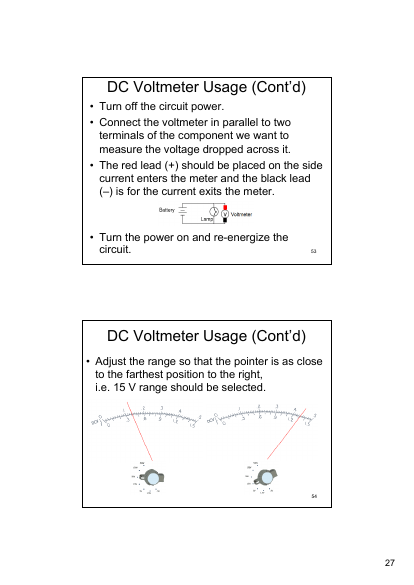 DC Voltmeter Usage (Cont’d)
• Turn off the circuit power.
• Connect the voltmeter in parallel to two
terminals of the component we want to
measure the voltage dropped across it.
• The red lead (+) should be placed on the side
current enters the meter and the black lead
(–) is for the current exits the meter.
Battery
Lamp
V
Voltmeter
• Turn the power on and re-energize the
circuit.
53
DC Voltmeter Usage (Cont’d)
• Adjust the range so that the pointer is as close
to the farthest position to the right,
i.e. 15 V range should be selected.
54
27